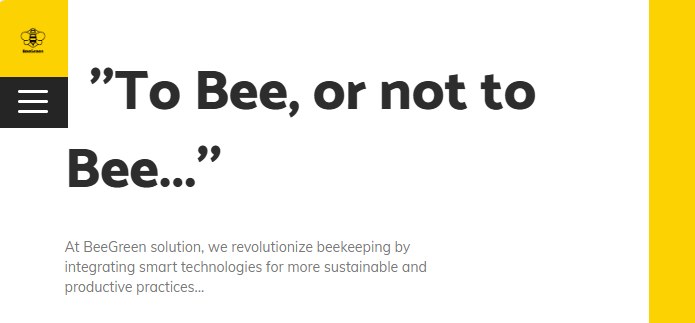 BeeGreen
”To Bee, or not to
Bee...”
At BeeGreen solution, we revolutionize beekeeping by
integrating smart technologies for more sustainable and
productive practices...